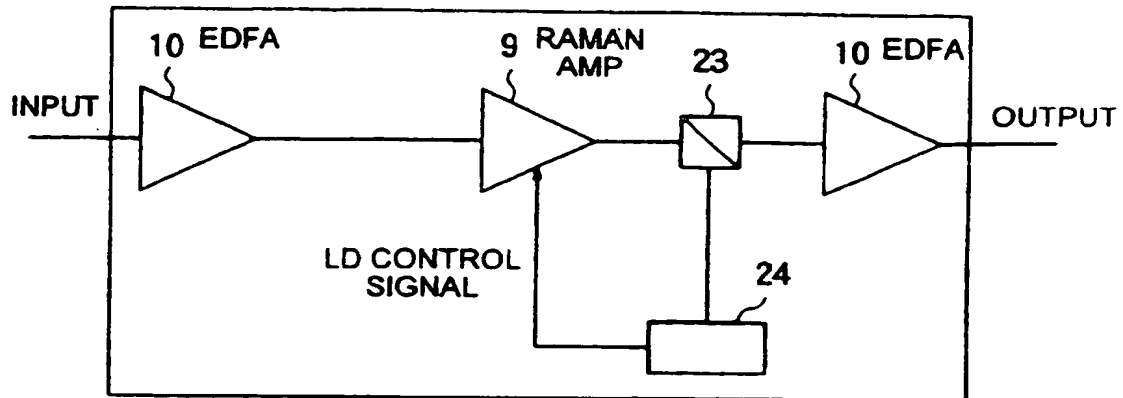 10 EDFA
9 RAMAN
AMP
23
10 EDFA
INPUT
OUTPUT
LD CONTROL
SIGNAL
24